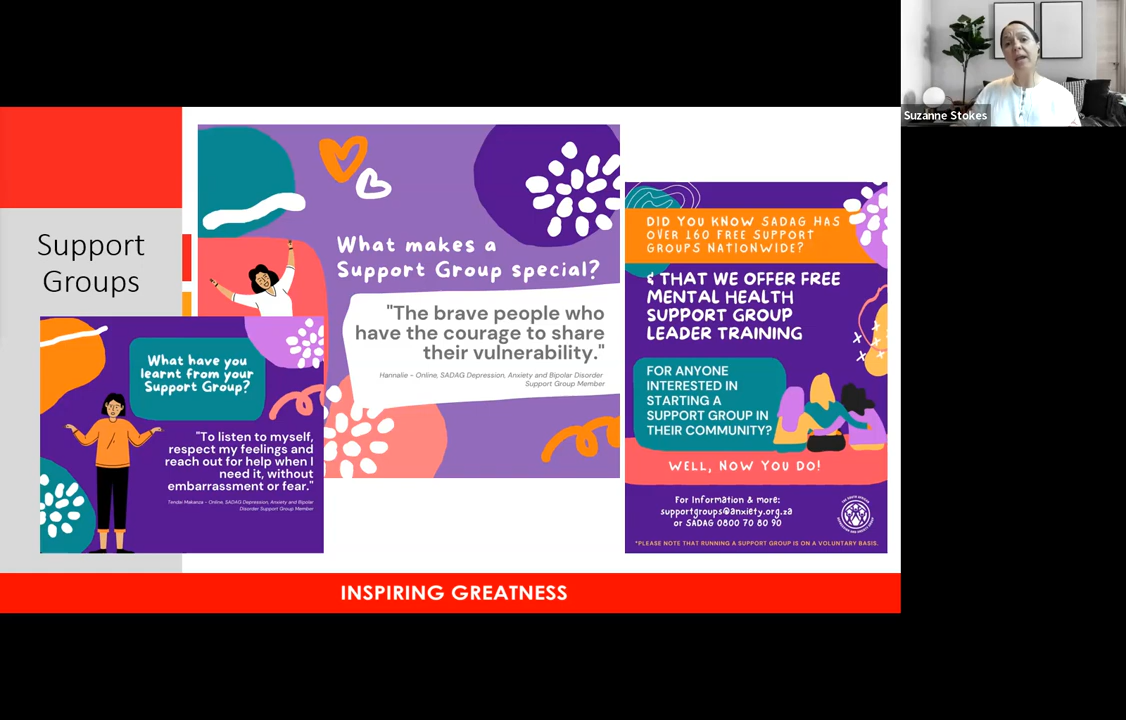 Suzanne Stokes
Support
Groups
What makes a
Support Group special?
"The brave people who
have the courage to share
their vulnerability."
Hannalie - Online, SADAG Depression, Anxiety and Bipolar Disorder
Support Group Member
What have you
learnt from your
Support Group?
"To listen to myself,
respect my feelings and
reach out for help when I
need it, without
embarrassment or fear."
Tendai Makanza - Online, SADAG Depression, Anxiety and Bipolar
Disorder Support Group Member
DID YOU KNOW SADAG HAS
OVER 160 FREE SUPPORT
GROUPS NATIONWIDE?
& THAT WE OFFER FREE
MENTAL HEALTH
SUPPORT GROUP
LEADER TRAINING
FOR ANYONE
INTERESTED IN
STARTING A
SUPPORT GROUP IN
THEIR COMMUNITY?
WELL, NOW YOU DO!
For Information & more:
supportgroups@anxiety.org.za
or SADAG 0800 70 80 90
*PLEASE NOTE THAT RUNNING A SUPPORT GROUP IS ON A VOLUNTARY BASIS.
INSPIRING GREATNESS